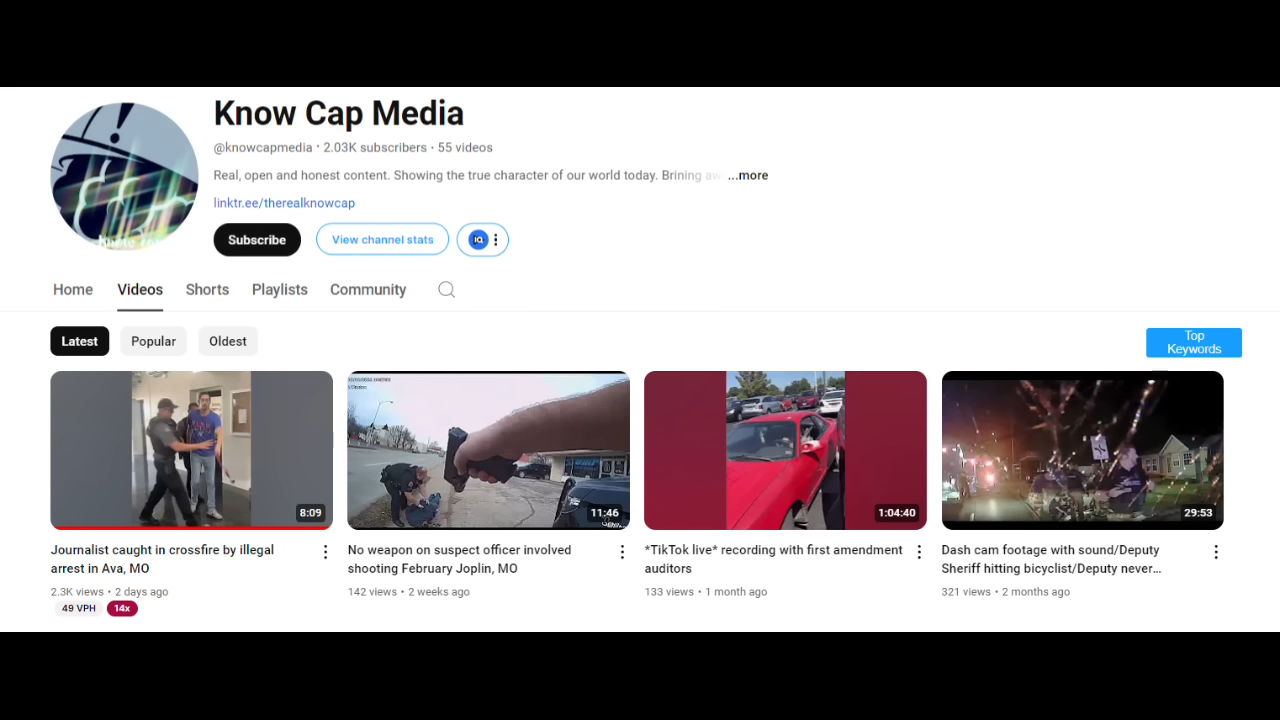 Know Cap Media
@knowcapmedia • 2.03K subscribers • 55 videos
Real, open and honest content. Showing the true character of our world today. Brining ...more
linktr.ee/therealknowcap
Subscribe
View channel stats
IQ
Home Videos Shorts Playlists Community
Latest Popular Oldest
Top
Keywords
8:09
11:46
1:04:40
29:53
Journalist caught in crossfire by illegal
arrest in Ava, MO
2.3K views • 2 days ago
49 VPH 14x
No weapon on suspect officer involved
shooting February Joplin, MO
142 views • 2 weeks ago
*TikTok live* recording with first amendment
auditors
133 views • 1 month ago
Dash cam footage with sound/Deputy
Sheriff hitting bicyclist/Deputy never...
321 views • 2 months ago